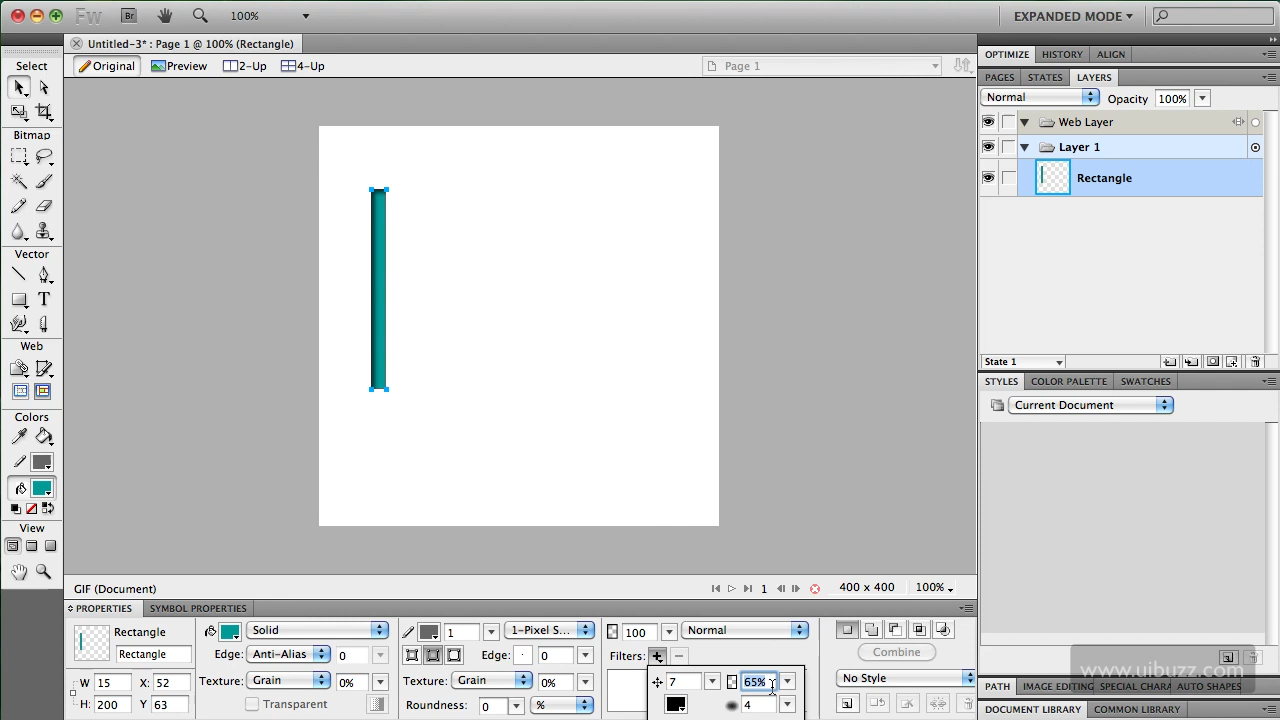 Fw
Br
100%
EXPANDED MODE
Untitled-3* : Page 1 @ 100% (Rectangle)
Original
Preview
2-Up
4-Up
Page 1
Select
Bitmap
Vector
T
Web
Colors
View
OPTIMIZE
HISTORY
ALIGN
PAGES
STATES
LAYERS
Normal
Opacity
100%
Web Layer
Layer 1
Rectangle
State 1
STYLES
COLOR PALETTE
SWATCHES
Current Document
www.uibuzz.com
PATH
IMAGE EDITING
SPECIAL CHARA
AUTO SHAPES
DOCUMENT LIBRARY
COMMON LIBRARY
GIF (Document)
1
400 x 400
100%
PROPERTIES
SYMBOL PROPERTIES
Rectangle
Rectangle
W
15
X:
52
H:
200
Y:
63
Solid
Edge:
Anti-Alias
0
Texture:
Grain
0%
Transparent
1
1-Pixel S...
Edge:
0
Texture:
Grain
0%
Roundness:
0
%
100
Normal
Filters:
7
65%
4
Combine
No Style